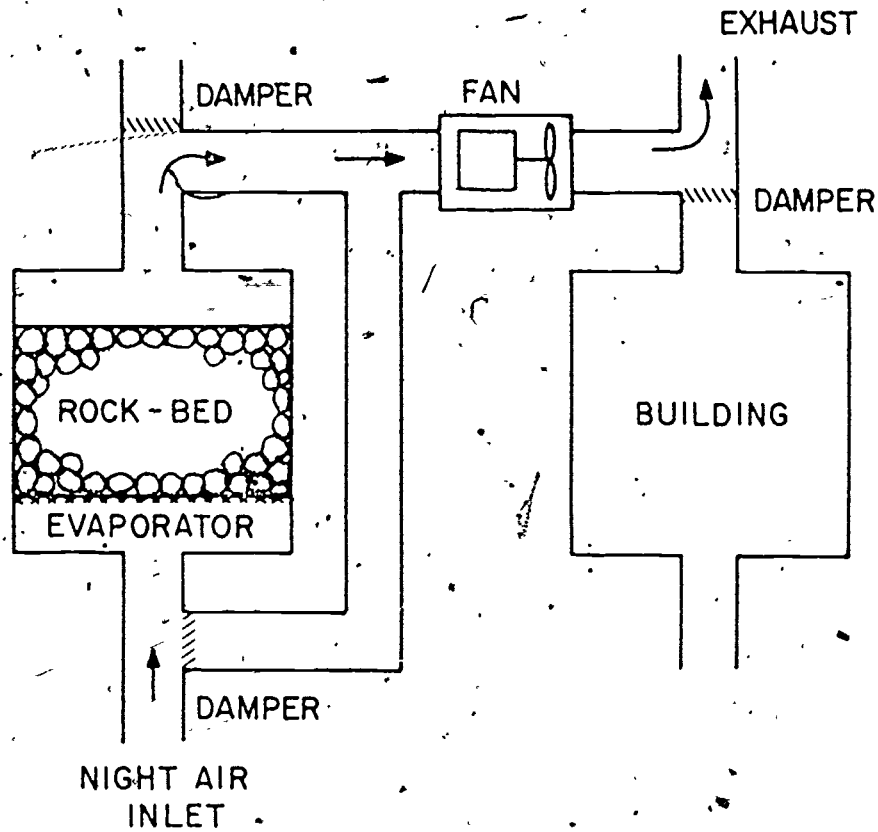 EXHAUST
DAMPER
FAN
DAMPER
ROCK-BED
BUILDING
EVAPORATOR
DAMPER
NIGHT AIR
INLET